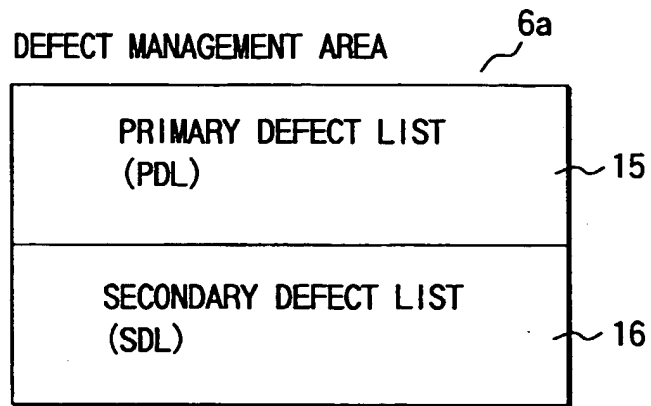 6a
DEFECT MANAGEMENT AREA
PRIMARY DEFECT LIST
(PDL)
15
SECONDARY DEFECT LIST
(SDL)
16